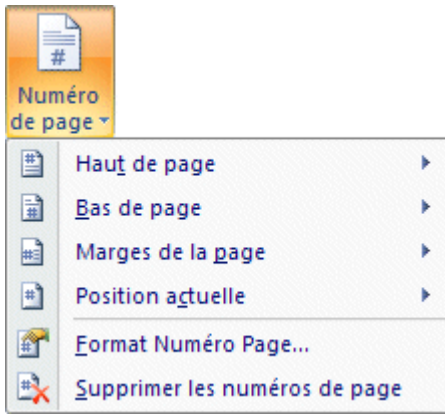 Numéro
de page
Haut de page
Bas de page
Marges de la page
Position actuelle
Format Numéro Page...
Supprimer les numéros de page